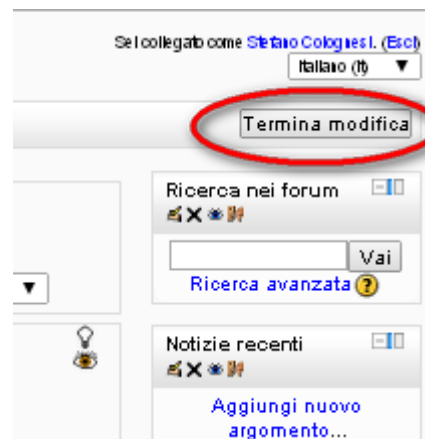 Sei collegato come Stefano Colognesi. (Esci)
Italiano (it)
Termina modifica
Ricerca nei forum
Vai
Ricerca avanzata
Notizie recenti
Aggiungi nuovo
argomento...